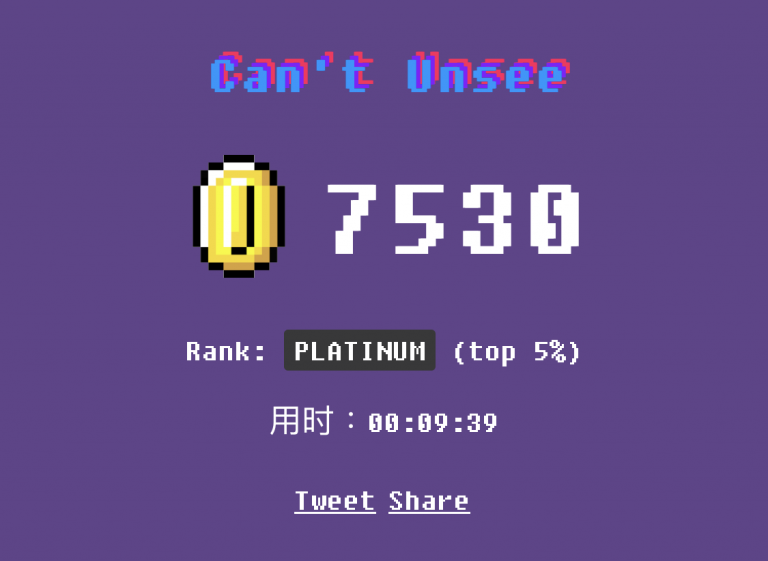 Can't Unsee
7530
Rank: PLATINUM (top 5%)
用时：00:09:39
Tweet Share